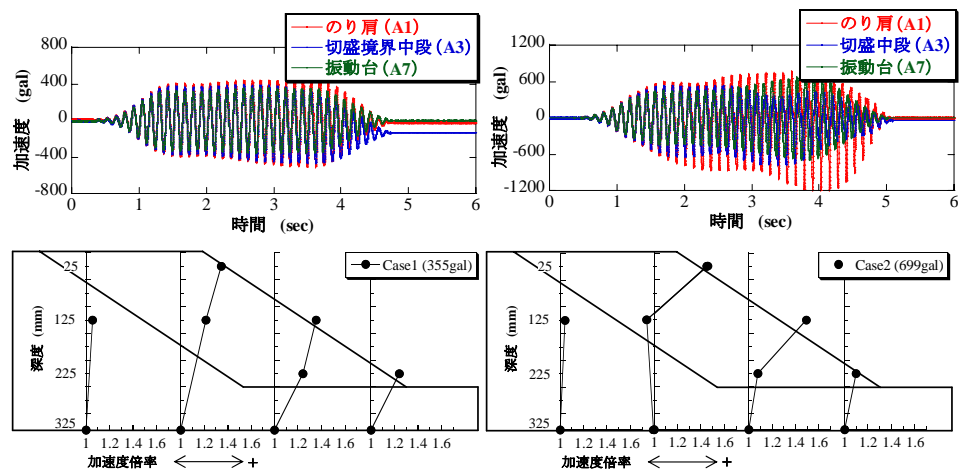 のり肩(A1)
切盛境界中段(A3)
振動台(A7)
加速度 (gal)
800
400
0
-400
-800
0 1 2 3 4 5 6
時間 (sec)
のり肩(A1)
切盛中段(A3)
振動台(A7)
加速度 (gal)
1200
600
0
-600
-1200
0 1 2 3 4 5 6
時間 (sec)
Case1 (355gal)
深度 (mm)
25
125
225
325
1 1.2 1.4 1.6 1 1.2 1.4 1.6 1 1.2 1.4 1.6 1 1.2 1.4 1.6
加速度倍率 +
Case2 (699gal)
深度 (mm)
25
125
225
325
1 1.2 1.4 1.6 1 1.2 1.4 1.6 1 1.2 1.4 1.6 1 1.2 1.4 1.6
加速度倍率 +